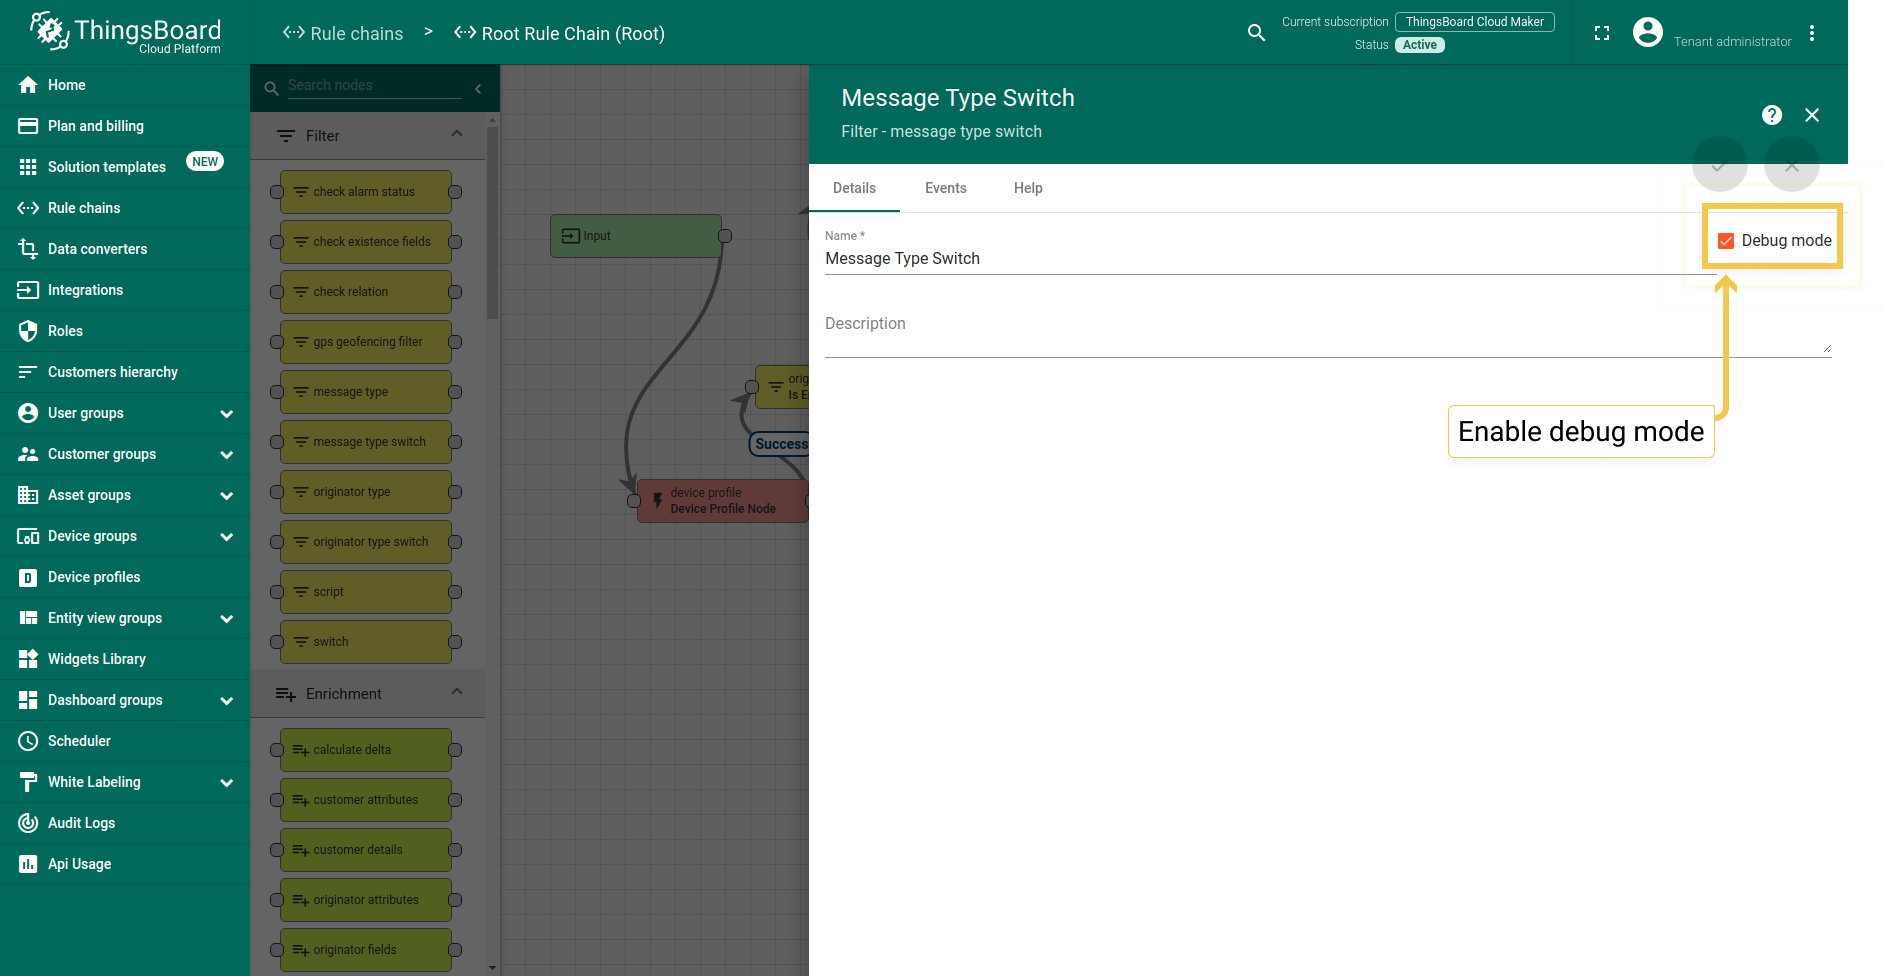 ThingsBoard
Cloud Platform
Rule chains > Root Rule Chain (Root)
Current subscription ThingsBoard Cloud Maker
Status Active
Tenant administrator
Home
Plan and billing
Solution templates NEW
Rule chains
Data converters
Integrations
Roles
Customers hierarchy
User groups
Customer groups
Asset groups
Device groups
Device profiles
Entity view groups
Widgets Library
Dashboard groups
Scheduler
White Labeling
Audit Logs
Api Usage
Search nodes
Filter
check alarm status
check existence fields
check relation
gps geofencing filter
message type
message type switch
originator type
originator type switch
script
switch
Enrichment
calculate delta
customer attributes
customer details
originator attributes
originator fields
Input
orig
Is E
Success
device profile
Device Profile Node
Message Type Switch
Filter - message type switch
Details Events Help
Name *
Message Type Switch
Debug mode
Description
Enable debug mode